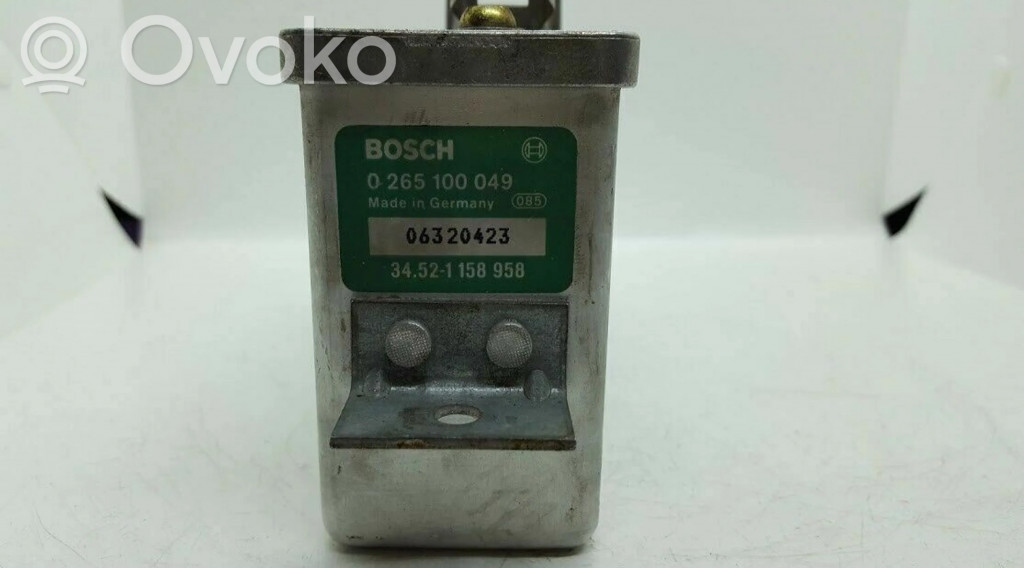 Ovoko®
BOSCH
0 265 100 049
Made in Germany 085
06320423
34.52-1 158 958